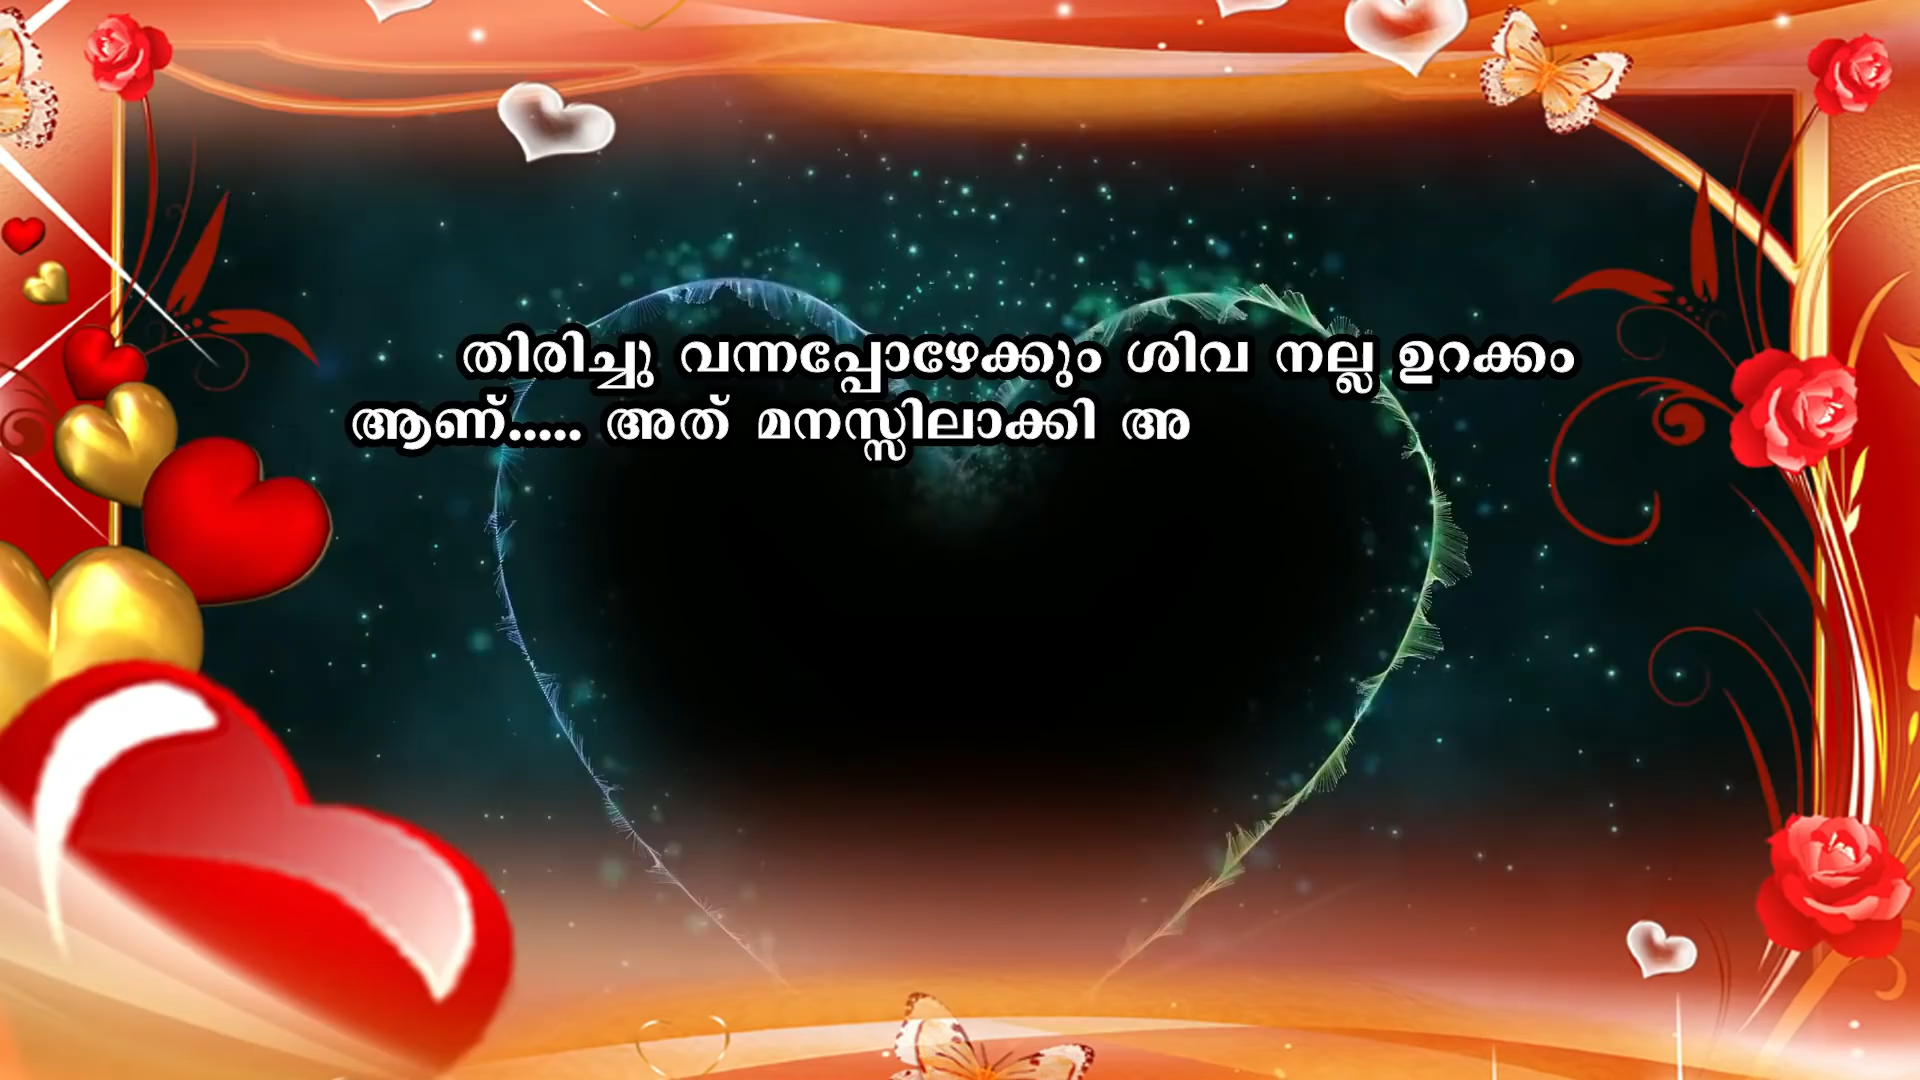 തിരിച്ചു വന്നപ്പോഴേക്കും ശിവ നല്ല ഉറക്കം
ആണ്..... അത് മനസ്സിലാക്കി അ